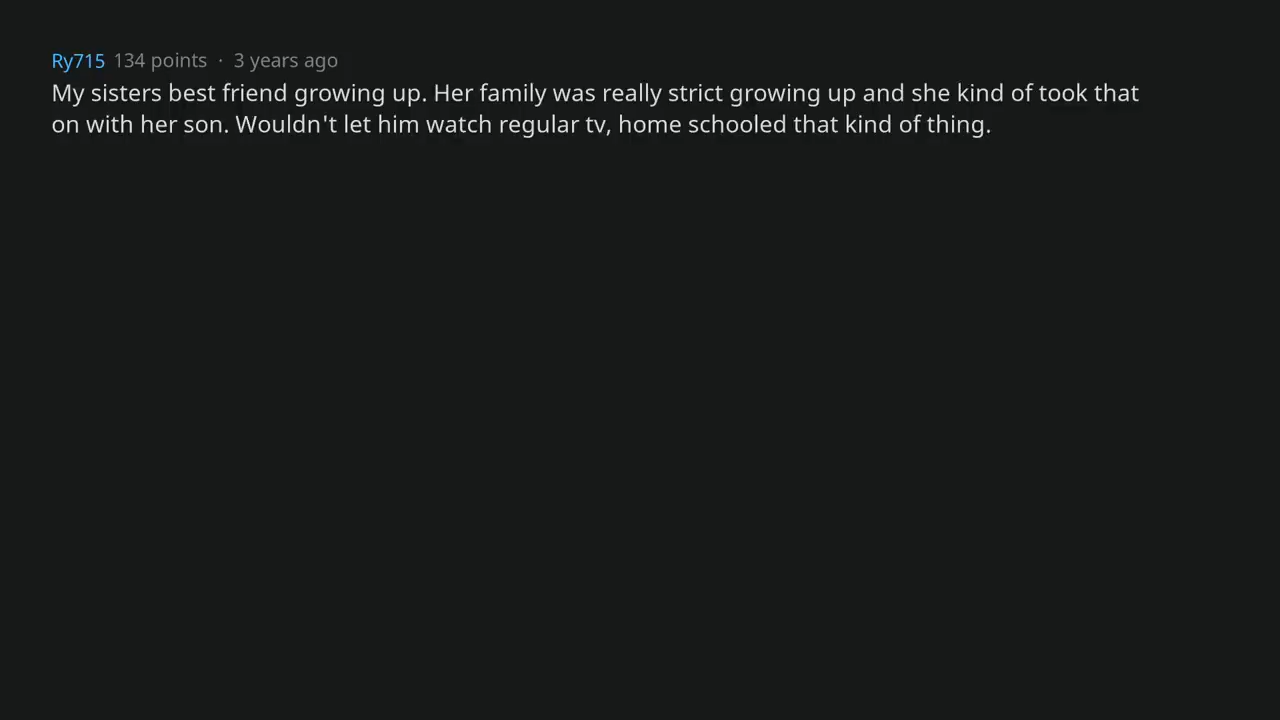 Ry715 134 points · 3 years ago
My sisters best friend growing up. Her family was really strict growing up and she kind of took that
on with her son. Wouldn't let him watch regular tv, home schooled that kind of thing.